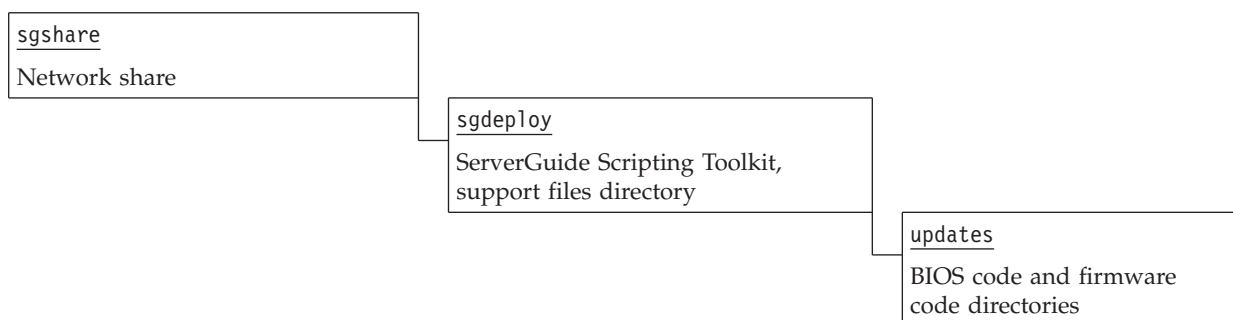 sgshare
Network share
sgdeploy
ServerGuide Scripting Toolkit,
support files directory
updates
BIOS code and firmware
code directories